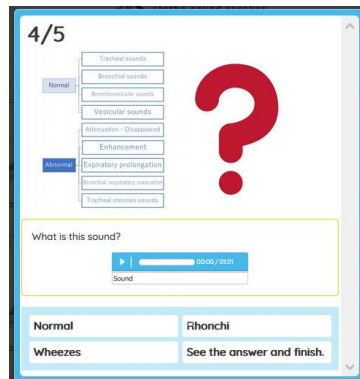 4/5
Tracheal sounds
Bronchial sounds
Normal
Bronchovesicular sounds
Vesicular sounds
Attenuation・Disappeared
Enhancement
Abnormal
Expiratory prolongation
Bronchial respiratory
Tracheal stenosis sounds
What is this sound?
00:00 / 01:01
Sound
Normal
Rhonchi
Wheezes
See the answer and finish.